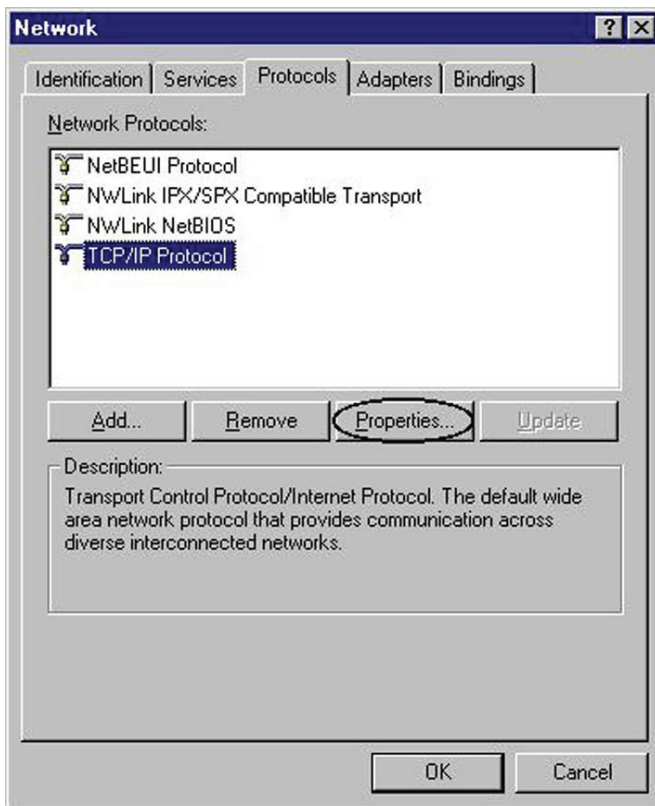 Network
Identification Services Protocols Adapters Bindings
Network Protocols:
NetBEUI Protocol
NWLink IPX/SPX Compatible Transport
NWLink NetBIOS
TCP/IP Protocol
Add... Remove Properties... Update
Description:
Transport Control Protocol/Internet Protocol. The default wide
area network protocol that provides communication across
diverse interconnected networks.
OK Cancel